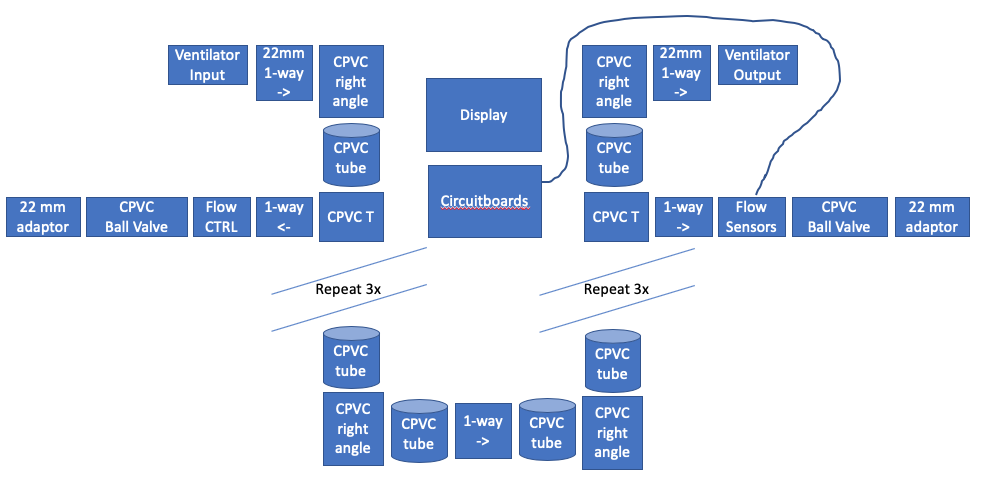 Ventilator
Input
22mm
1-way
->
CPVC
right
angle
Display
CPVC
right
angle
22mm
1-way
->
Ventilator
Output
CPVC
tube
CPVC
tube
22 mm
adaptor
CPVC
Ball Valve
Flow
CTRL
1-way
<-
CPVC T
Circuitboards
CPVC T
1-way
->
Flow
Sensors
CPVC
Ball Valve
22 mm
adaptor
Repeat 3x
Repeat 3x
CPVC
tube
CPVC
tube
CPVC
right
angle
CPVC
tube
1-way
->
CPVC
tube
CPVC
right
angle